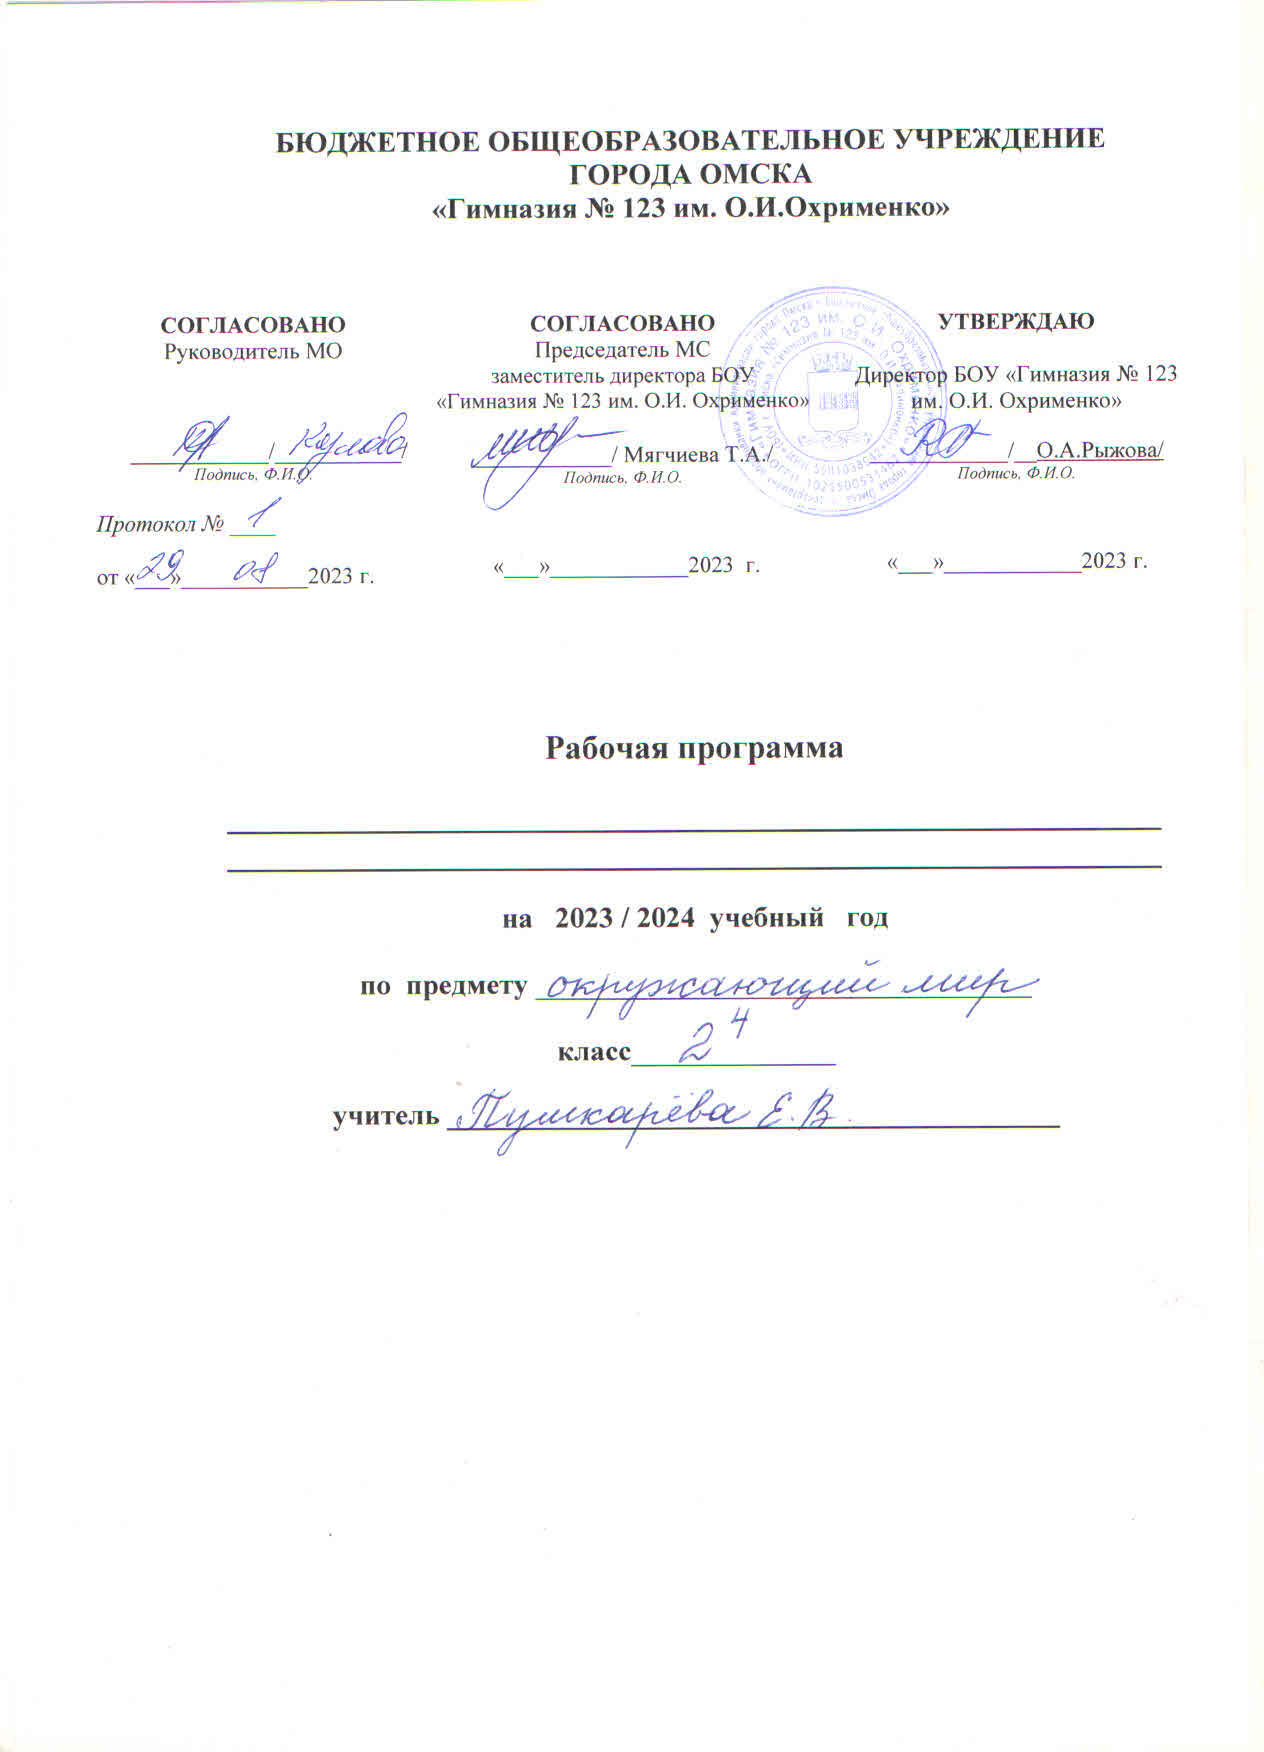 БЮДЖЕТНОЕ ОБЩЕОБРАЗОВАТЕЛЬНОЕ УЧРЕЖДЕНИЕ
ГОРОДА ОМСКА
«Гимназия № 123 им. О.И.Охрименко»
СОГЛАСОВАНО
Руководитель МО
/
Подпись, Ф.И.О.
Протокол № 1
от «29» 08 2023 г.
СОГЛАСОВАНО
Председатель МС
заместитель директора БОУ
«Гимназия № 123 им. О.И. Охрименко»
/ Мягчиева Т.А./
Подпись, Ф.И.О.
«___»____________2023 г.
УТВЕРЖДАЮ
Директор БОУ «Гимназия № 123
им. О.И. Охрименко»
/ О.А.Рыжова/
Подпись, Ф.И.О.
«___»____________2023 г.
Рабочая программа
на 2023 / 2024 учебный год
по предмету окружающий мир
класс 2 4
учитель Пушкарёва Е.В.